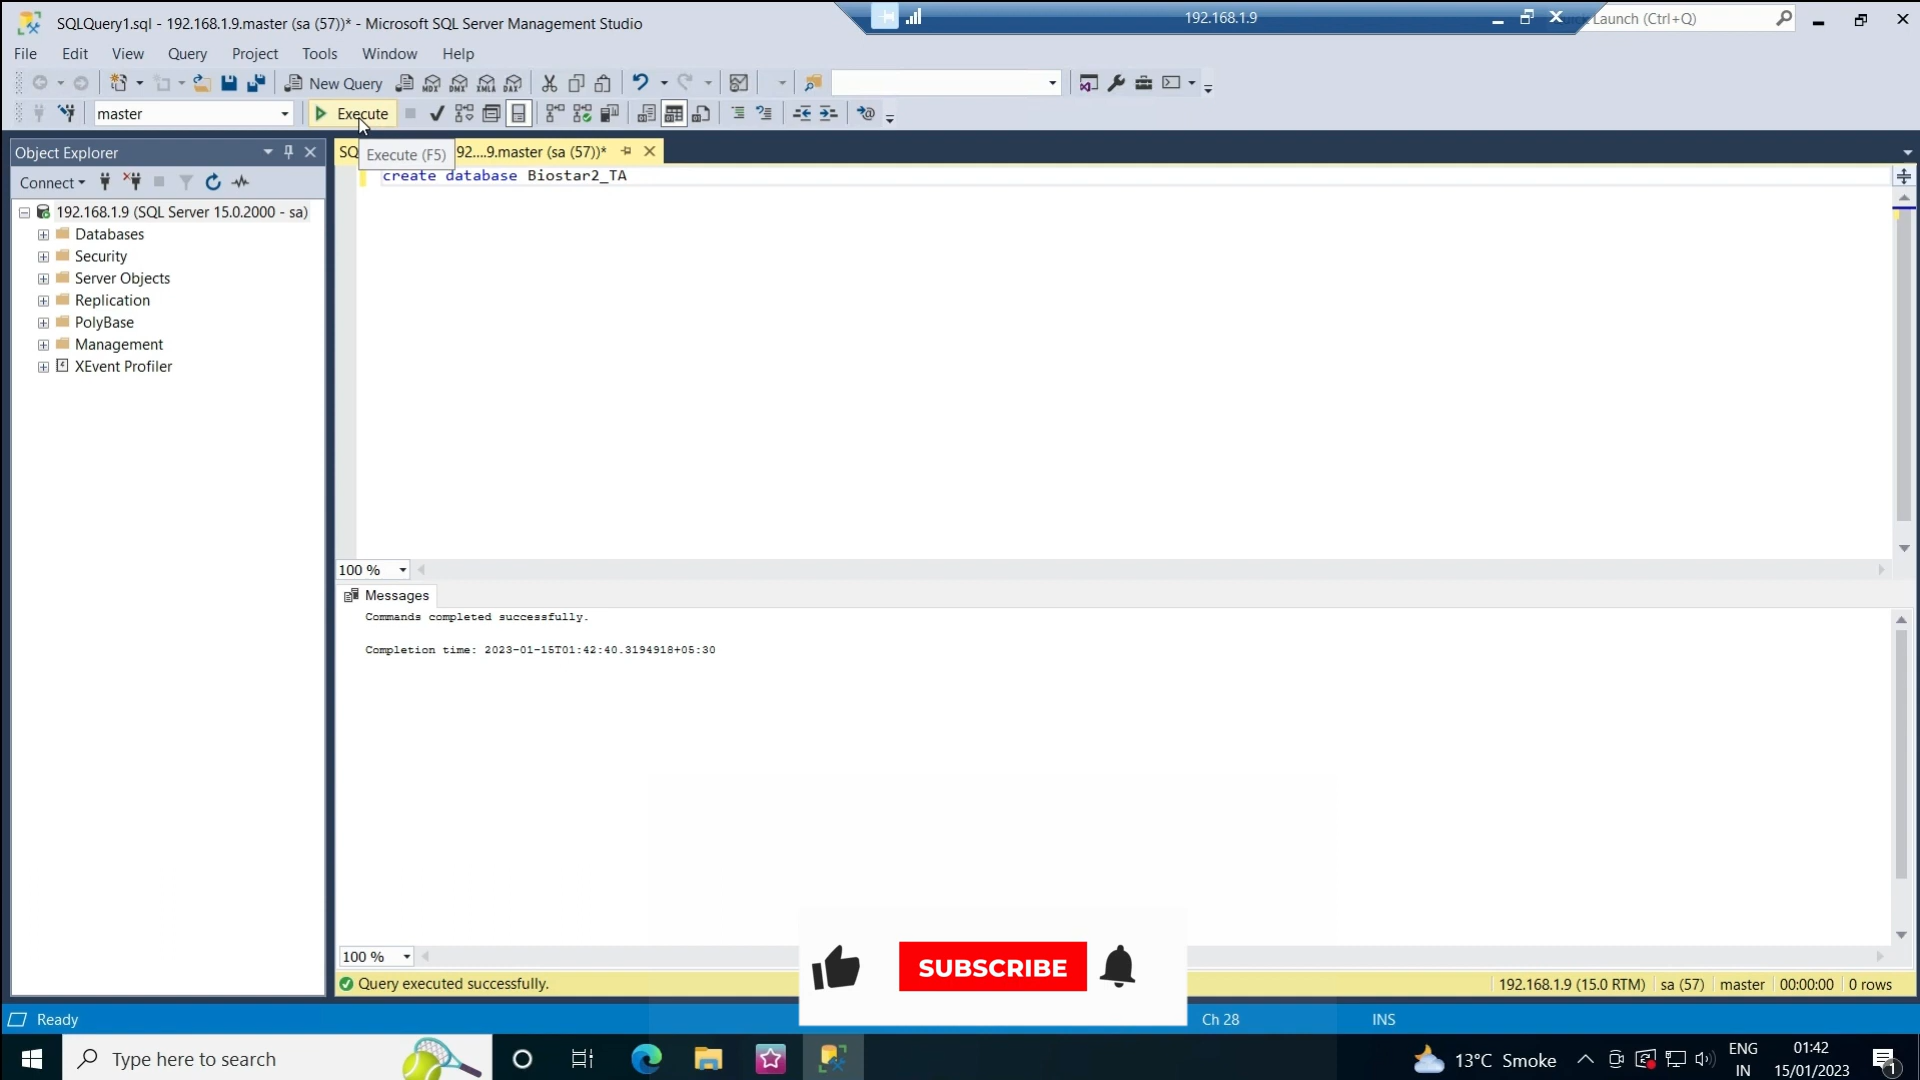 SQLQuery1.sql - 192.168.1.9.master (sa (57))* - Microsoft SQL Server Management Studio
192.168.1.9
Launch (Ctrl+Q)
File Edit View Query Project Tools Window Help
New Query
MDX DMX XMLA DAX
master
Execute
Object Explorer
SQ
92....9.master (sa (57))*
Execute (F5)
Connect
create database Biostar2_TA
192.168.1.9 (SQL Server 15.0.2000 - sa)
Databases
Security
Server Objects
Replication
PolyBase
Management
XEvent Profiler
100 %
Messages
Commands completed successfully.
Completion time: 2023-01-15T01:42:40.3194918+05:30
100 %
SUBSCRIBE
Query executed successfully.
192.168.1.9 (15.0 RTM) sa (57) master 00:00:00 0 rows
Ready
Ch 28
INS
Type here to search
13°C Smoke
ENG
IN
01:42
15/01/2023
1